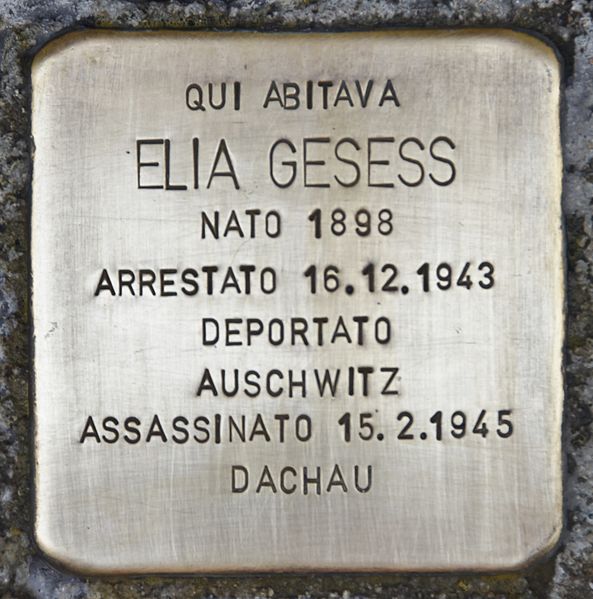 QUI ABITAVA
ELIA GESESS
NATO 1898
ARRESTATO 16.12.1943
DEPORTATO
AUSCHWITZ
ASSASSINATO 15.2.1945
DACHAU